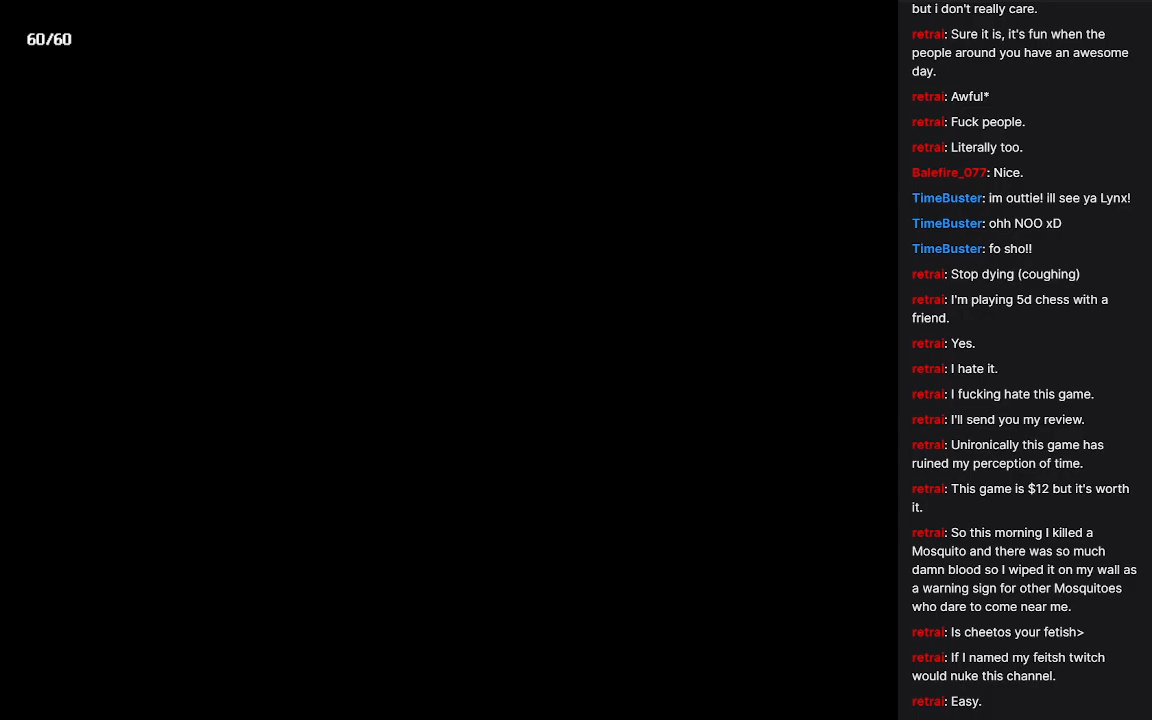 60/60
but i don't really care.
retrai: Sure it is, it's fun when the
people around you have an awesome
day.
retrai: Awful*
retrai: Fuck people.
retrai: Literally too.
Balefire_077: Nice.
TimeBuster: im outtie! ill see ya Lynx!
TimeBuster: ohh NOO xD
TimeBuster: fo sho!!
retrai: Stop dying (coughing)
retrai: I'm playing 5d chess with a
friend.
retrai: Yes.
retrai: I hate it.
retrai: I fucking hate this game.
retrai: I'll send you my review.
retrai: Unironically this game has
ruined my perception of time.
retrai: This game is $12 but it's worth
it.
retrai: So this morning I killed a
Mosquito and there was so much
damn blood so I wiped it on my wall as
a warning sign for other Mosquitoes
who dare to come near me.
retrai: Is cheetos your fetish>
retrai: If I named my feitsh twitch
would nuke this channel.
retrai: Easy.